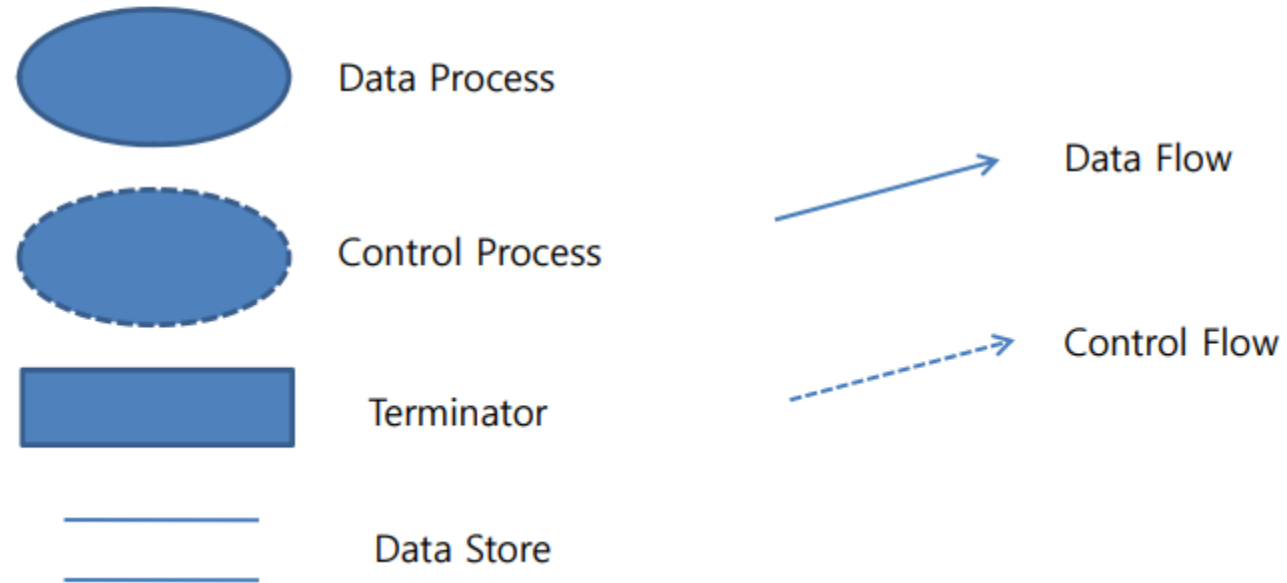 Data Process
Control Process
Terminator
Data Store
Data Flow
Control Flow